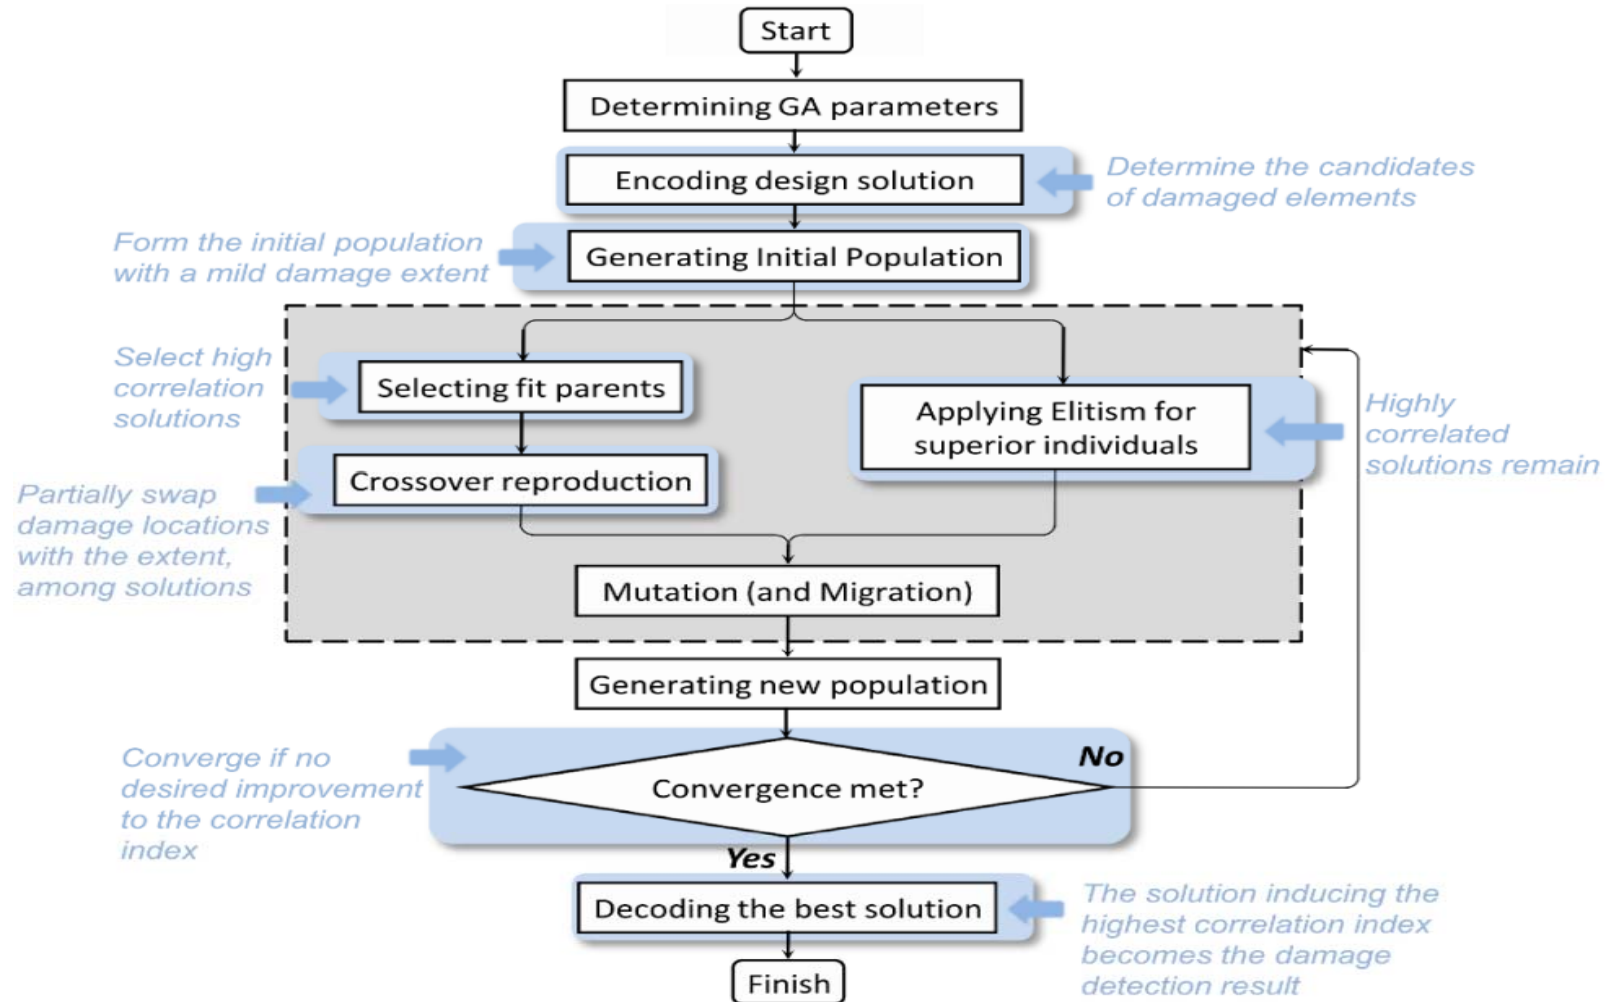 Start
Determining GA parameters
Encoding design solution
Determine the candidates
of damaged elements
Form the initial population
with a mild damage extent
Generating Initial Population
Select high
correlation
solutions
Selecting fit parents
Applying Elitism for
superior individuals
Highly
correlated
solutions remain
Crossover reproduction
Partially swap
damage locations
with the extent,
among solutions
Mutation (and Migration)
Generating new population
Converge if no
desired improvement
to the correlation
index
Convergence met?
No
Yes
Decoding the best solution
The solution inducing the
highest correlation index
becomes the damage
detection result
Finish